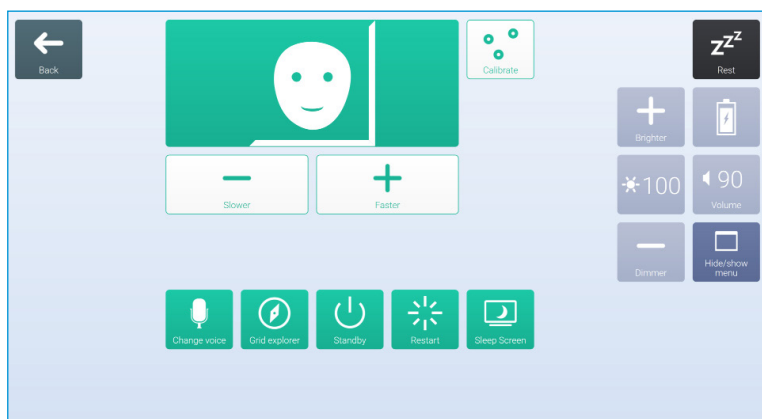 Back
Calibrate
zzz
Rest
Slower
Faster
Brighter
100
90
Volume
Dimmer
Hide/show
menu
Change voice
Grid explorer
Standby
Restart
Sleep Screen